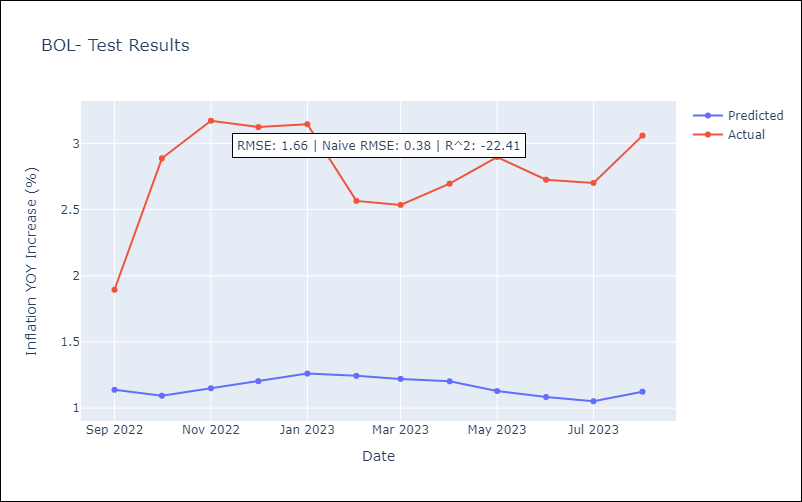 BOL- Test Results
Predicted
Actual
RMSE: 1.66 | Naive RMSE: 0.38 | R^2: -22.41
Inflation YOY Increase (%)
3
2.5
2
1.5
1
Sep 2022 Nov 2022 Jan 2023 Mar 2023 May 2023 Jul 2023
Date